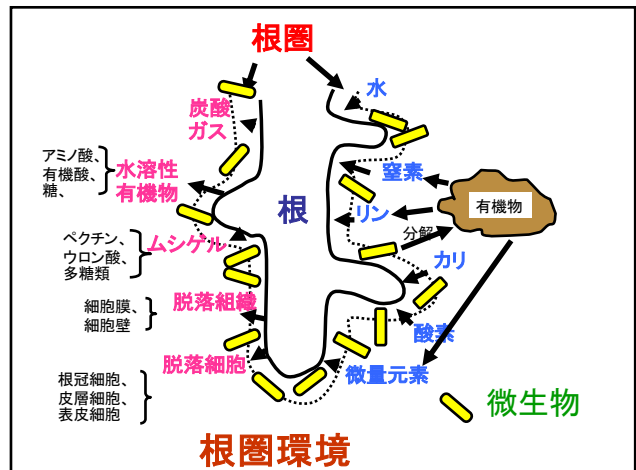 根圏
水
炭酸
ガス
アミノ酸、
有機酸、
糖、
水溶性
有機物
窒素
根
リン
有機物
分解
ペクチン、
ウロン酸、
多糖類
ムシゲル
カリ
細胞膜、
細胞壁
脱落組織
酸素
脱落細胞
微量元素
根冠細胞、
皮層細胞、
表皮細胞
微生物
根圏環境